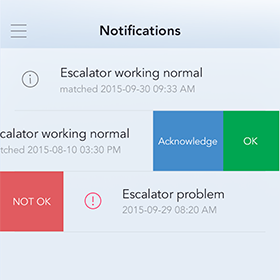 Notifications
Escalator working normal
matched 2015-09-30 09:33 AM
calator working normal
tched 2015-08-10 03:30 PM
Acknowledge
OK
NOT OK
Escalator problem
2015-09-29 08:20 AM